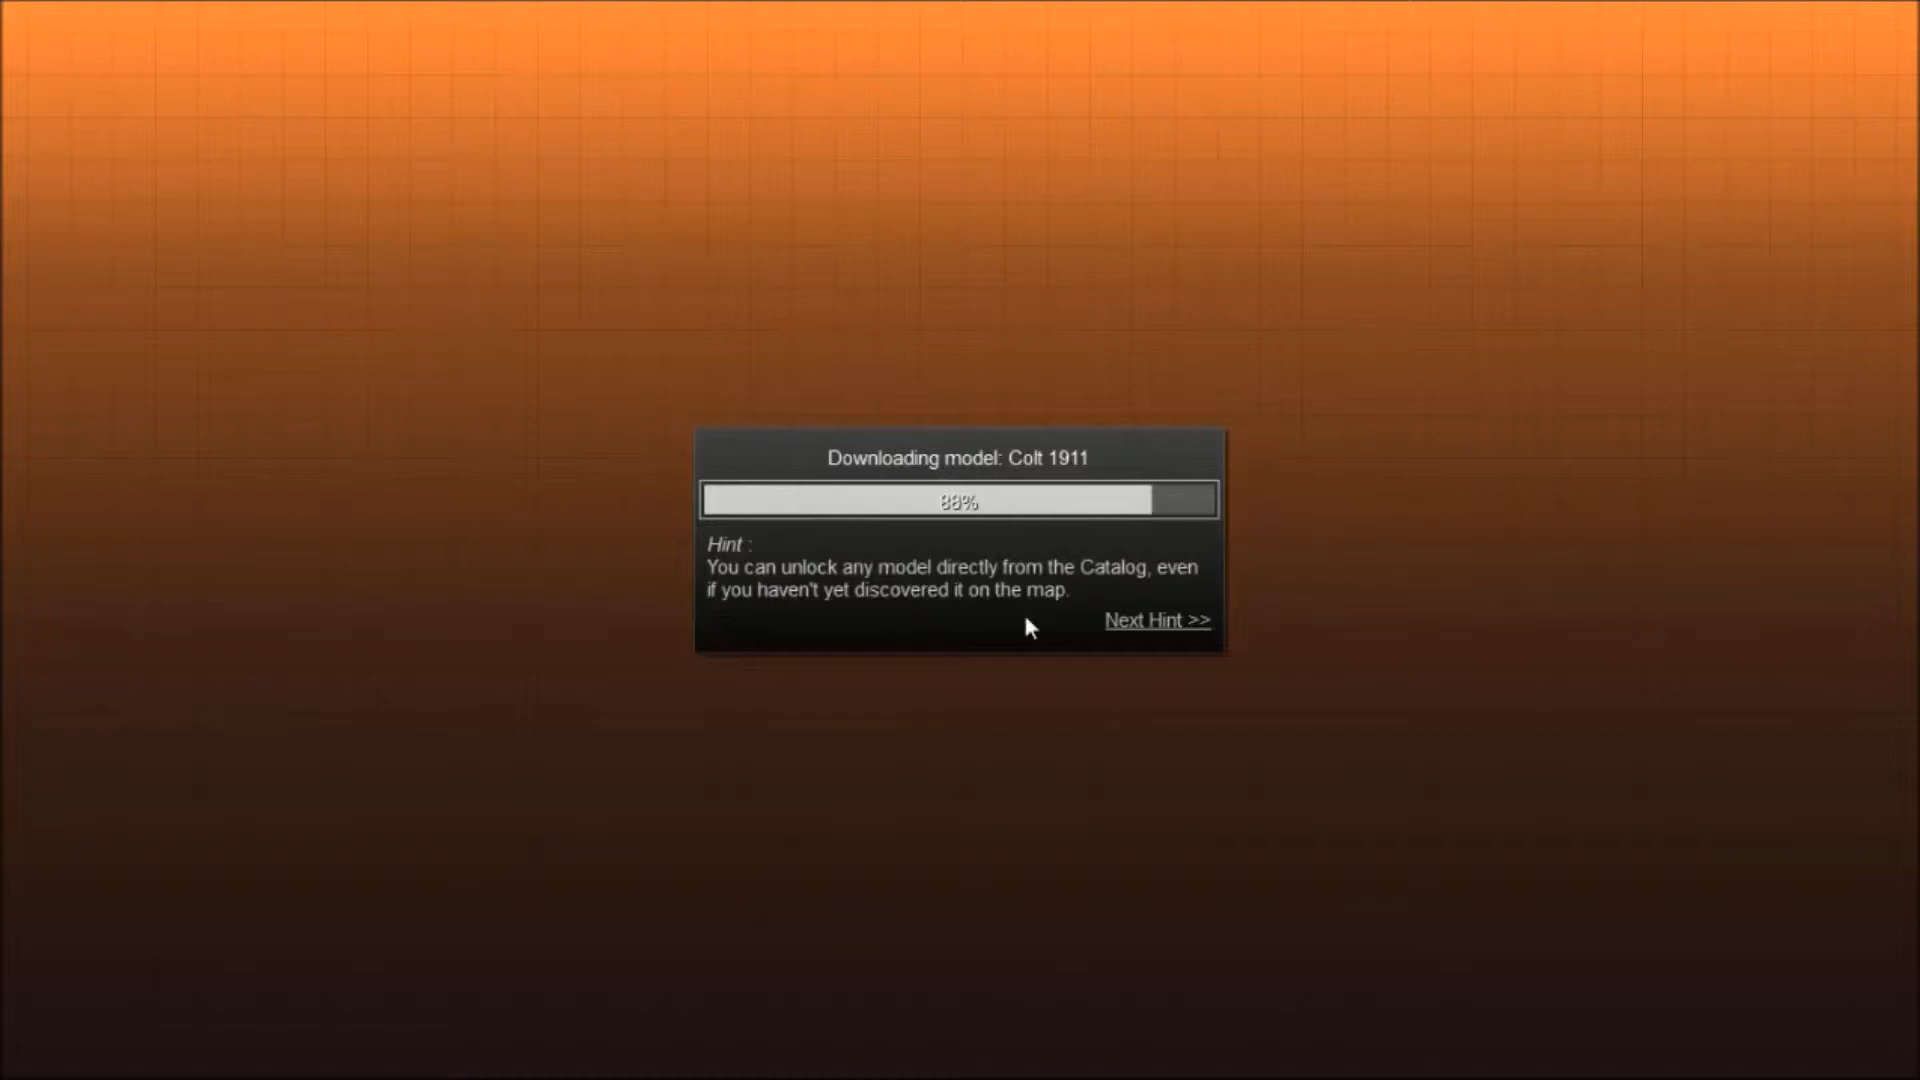 Downloading model: Colt 1911
88%
Hint :
You can unlock any model directly from the Catalog, even
if you haven't yet discovered it on the map.
Next Hint >>